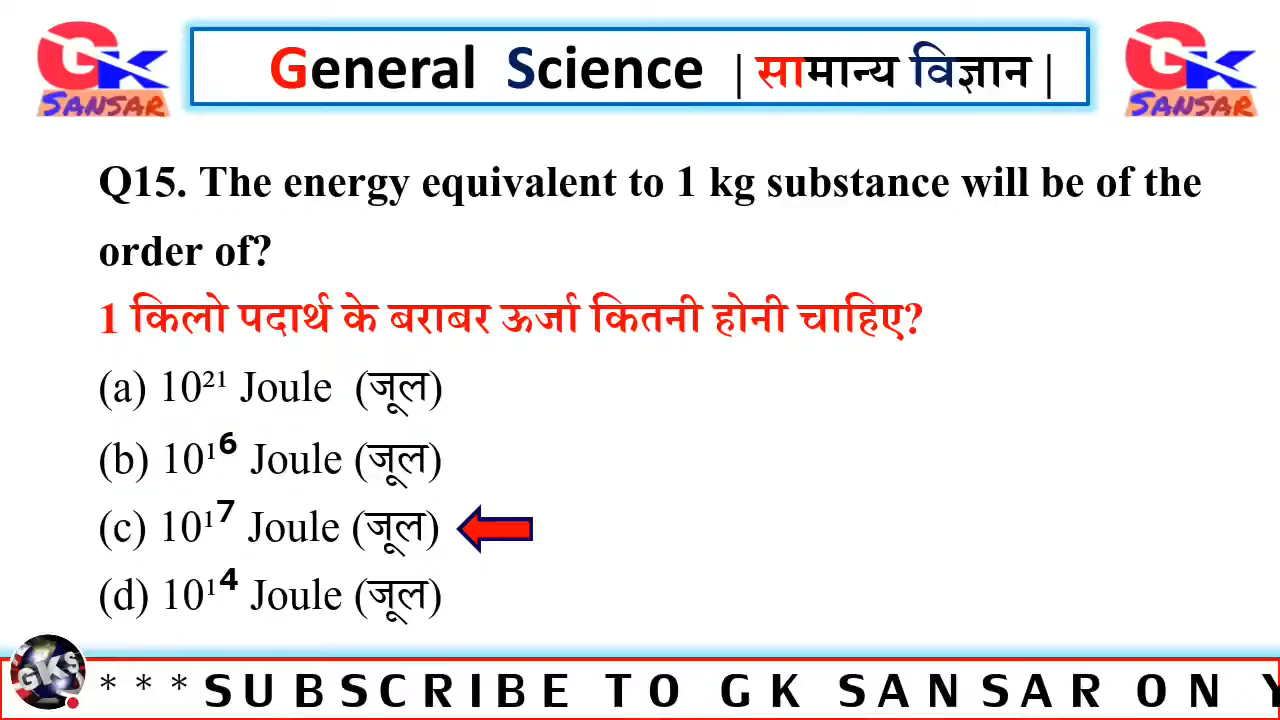 GK SANSAR
General Science | सामान्य विज्ञान |
GK SANSAR
Q15. The energy equivalent to 1 kg substance will be of the
order of?
1 किलो पदार्थ के बराबर ऊर्जा कितनी होनी चाहिए?
(a) 10²¹ Joule (जूल)
(b) 10¹⁶ Joule (जूल)
(c) 10¹⁷ Joule (जूल)
(d) 10¹⁴ Joule (जूल)
GKS
* * * SUBSCRIBE TO GK SANSAR ON Y